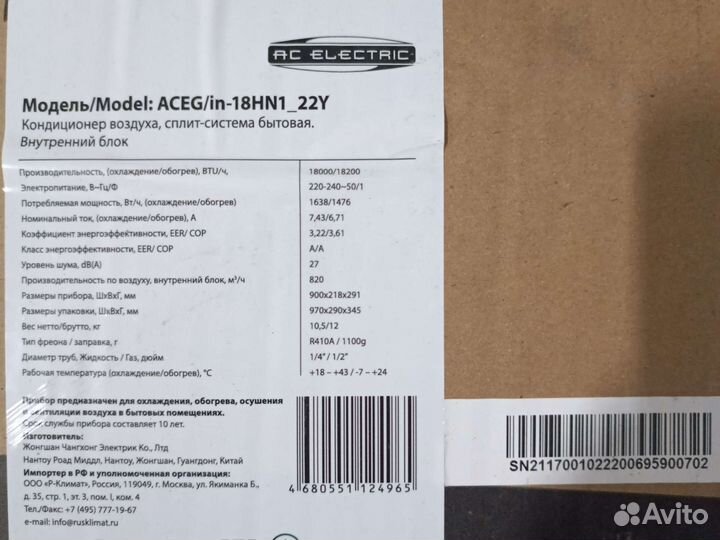 AC ELECTRIC
Модель/Model: ACEG/in-18HN1_22Y
Кондиционер воздуха, сплит-система бытовая.
Внутренний блок
Производительность, (охлаждение/обогрев), BTU/ч, 18000/18200
Электропитание, В~Гц/Ф 220-240~50/1
Потребляемая мощность, Вт/ч, (охлаждение/обогрев) 1638/1476
Номинальный ток, (охлаждение/обогрев), А 7,43/6,71
Коэффициент энергоэффективности, EER/ COP 3,22/3,61
Класс энергоэффективности, EER/ COP A/A
Уровень шума, dB(A) 27
Производительность по воздуху, внутренний блок, м³/ч 820
Размеры прибора, ШxВxГ, мм 900x218x291
Размеры упаковки, ШxВxГ, мм 970x290x345
Вес нетто/брутто, кг 10,5/12
Тип фреона / заправка, г R410A / 1100g
Диаметр труб, Жидкость / Газ, дюйм 1/4" / 1/2"
Рабочая температура (охлаждение/обогрев), °C +18 – +43 / -7 – +24
Прибор предназначен для охлаждения, обогрева, осушения
и вентиляции воздуха в бытовых помещениях.
Срок службы прибора составляет 10 лет.
Изготовитель:
Жонгшан Чангхонг Электрик Ко., Лтд
Нантоу Роад Миддл, Нантоу, Жонгшан, Гуангдонг, Китай
Импортер в РФ и уполномоченная организация:
ООО «Р-Климат», Россия, 119049, г. Москва, ул. Якиманка Б.,
д. 35, стр. 1, эт. 3, пом. I, ком. 4
Тел./Факс: +7 (495) 777-19-67
e-mail: info@rusklimat.ru
4 680551 124965
SN2117001022200695900702
Avito